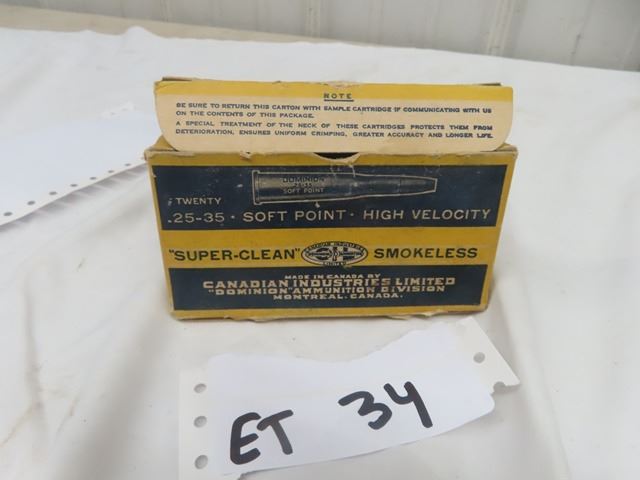 NOTE
BE SURE TO RETURN THIS CARTON WITH SAMPLE CARTRIDGE IF COMMUNICATING WITH US
ON THE CONTENTS OF THIS PACKAGE.
A SPECIAL TREATMENT OF THE NECK OF THESE CARTRIDGES PROTECTS THEM FROM
DETERIORATION, ENSURES UNIFORM CRIMPING, GREATER ACCURACY AND LONGER LIFE.
DOMINION
SOFT POINT
TWENTY
.25-35 · SOFT POINT · HIGH VELOCITY
"SUPER-CLEAN" SMOKELESS
CANADIAN INDUSTRIES
LIMITED
MADE IN CANADA BY
CANADIAN INDUSTRIES LIMITED
"DOMINION" AMMUNITION DIVISION
MONTREAL, CANADA.
ET 34